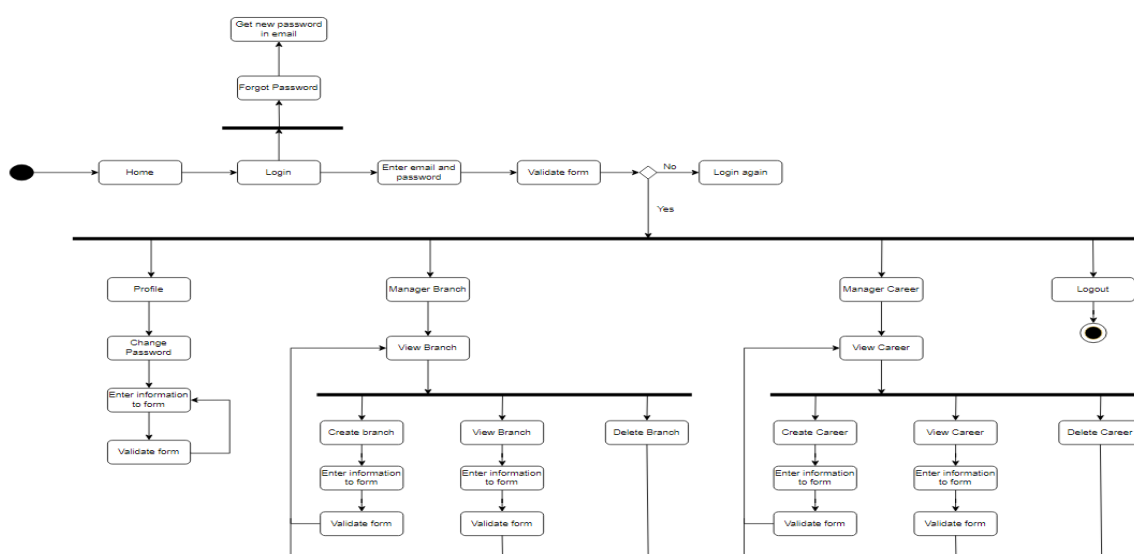 Get new password
in email
Forgot Password
Home
Login
Enter email and
password
Validate form
No
Login again
Yes
Profile
Manager Branch
Manager Career
Logout
Change
Password
View Branch
View Career
Enter information
to form
Validate form
Create branch
View Branch
Delete Branch
Create Career
View Career
Delete Career
Enter information
to form
Enter information
to form
Enter information
to form
Enter information
to form
Validate form
Validate form
Validate form
Validate form